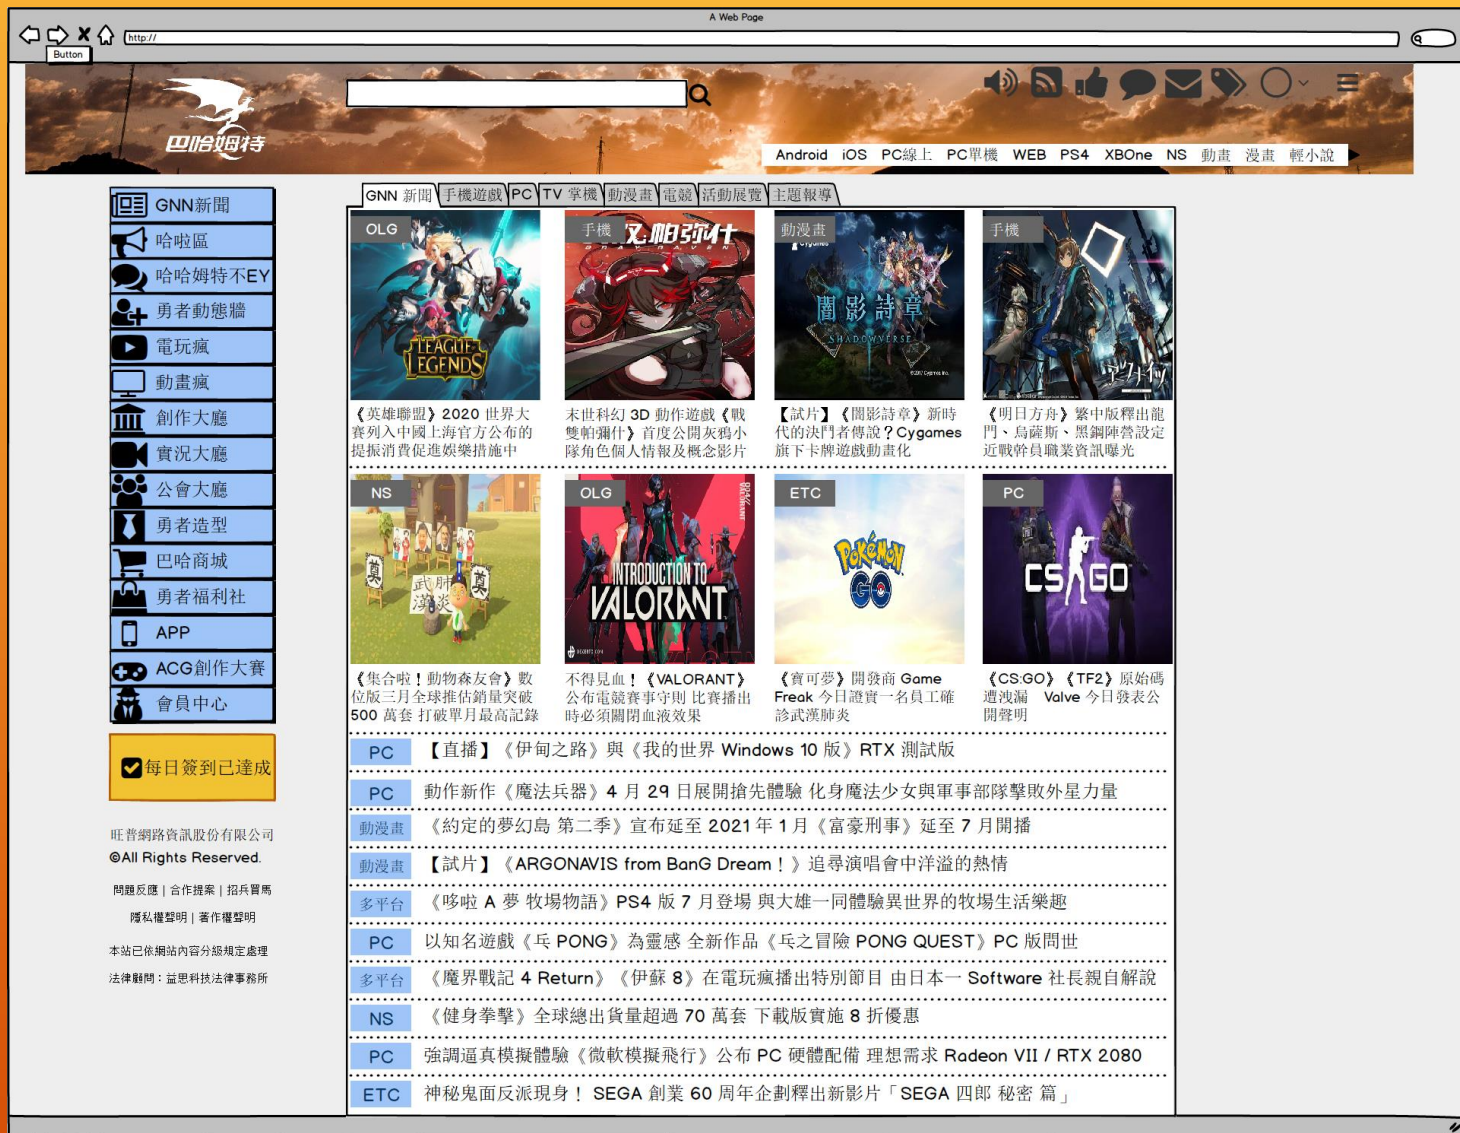 A Web Page
http://
Button
巴哈姆特
Android iOS PC線上 PC單機 WEB PS4 XBOne NS 動畫 漫畫 輕小說
GNN新聞
哈啦區
哈哈姆特不EY
勇者動態牆
電玩瘋
動畫瘋
創作大廳
實況大廳
公會大廳
勇者造型
巴哈商城
勇者福利社
APP
ACG創作大賽
會員中心
每日簽到已達成
旺普網路資訊股份有限公司
©All Rights Reserved.
問題反應 | 合作提案 | 招兵買馬
隱私權聲明 | 著作權聲明
本站已依網站內容分級規定處理
法律顧問：益思科技法律事務所
GNN 新聞 手機遊戲 PC TV 掌機 動漫畫 電競 活動展覽 主題報導
OLG
LEAGUE
LEGENDS
《英雄聯盟》2020 世界大
賽列入中國上海官方公布的
提振消費促進娛樂措施中
手機
末世科幻 3D 動作遊戲《戰
雙帕彌什》首度公開灰鴉小
隊角色個人情報及概念影片
動漫畫
闇影詩章
SHADOWVERSE
【試片】《闇影詩章》新時
代的決鬥者傳說？Cygames
旗下卡牌遊戲動畫化
手機
アークナイツ
《明日方舟》繁中版釋出龍
門、烏薩斯、黑鋼陣營設定
近戰幹員職業資訊曝光
NS
奠
武肺
漢炎
奠
《集合啦！動物森友會》數
位版三月全球推估銷量突破
500 萬套 打破單月最高記錄
OLG
INTRODUCTION TO
VALORANT
不得見血！《VALORANT》
公布電競賽事守則 比賽播出
時必須關閉血液效果
ETC
POKÉMON
GO
《寶可夢》開發商 Game
Freak 今日證實一名員工確
診武漢肺炎
PC
CS GO
《CS:GO》《TF2》原始碼
遭洩漏 Valve 今日發表公
開聲明
PC 【直播】《伊甸之路》與《我的世界 Windows 10 版》RTX 測試版
PC 動作新作《魔法兵器》4 月 29 日展開搶先體驗 化身魔法少女與軍事部隊擊敗外星力量
動漫畫 《約定的夢幻島 第二季》宣布延至 2021 年 1 月《富豪刑事》延至 7 月開播
動漫畫 【試片】《ARGONAVIS from BanG Dream！》追尋演唱會中洋溢的熱情
多平台 《哆啦 A 夢 牧場物語》PS4 版 7 月登場 與大雄一同體驗異世界的牧場生活樂趣
PC 以知名遊戲《乓 PONG》為靈感 全新作品《乓之冒險 PONG QUEST》PC 版問世
多平台 《魔界戰記 4 Return》《伊蘇 8》在電玩瘋播出特別節目 由日本一 Software 社長親自解說
NS 《健身拳擊》全球總出貨量超過 70 萬套 下載版實施 8 折優惠
PC 強調逼真模擬體驗《微軟模擬飛行》公布 PC 硬體配備 理想需求 Radeon VII / RTX 2080
ETC 神秘鬼面反派現身！ SEGA 創業 60 周年企劃釋出新影片「SEGA 四郎 秘密 篇」